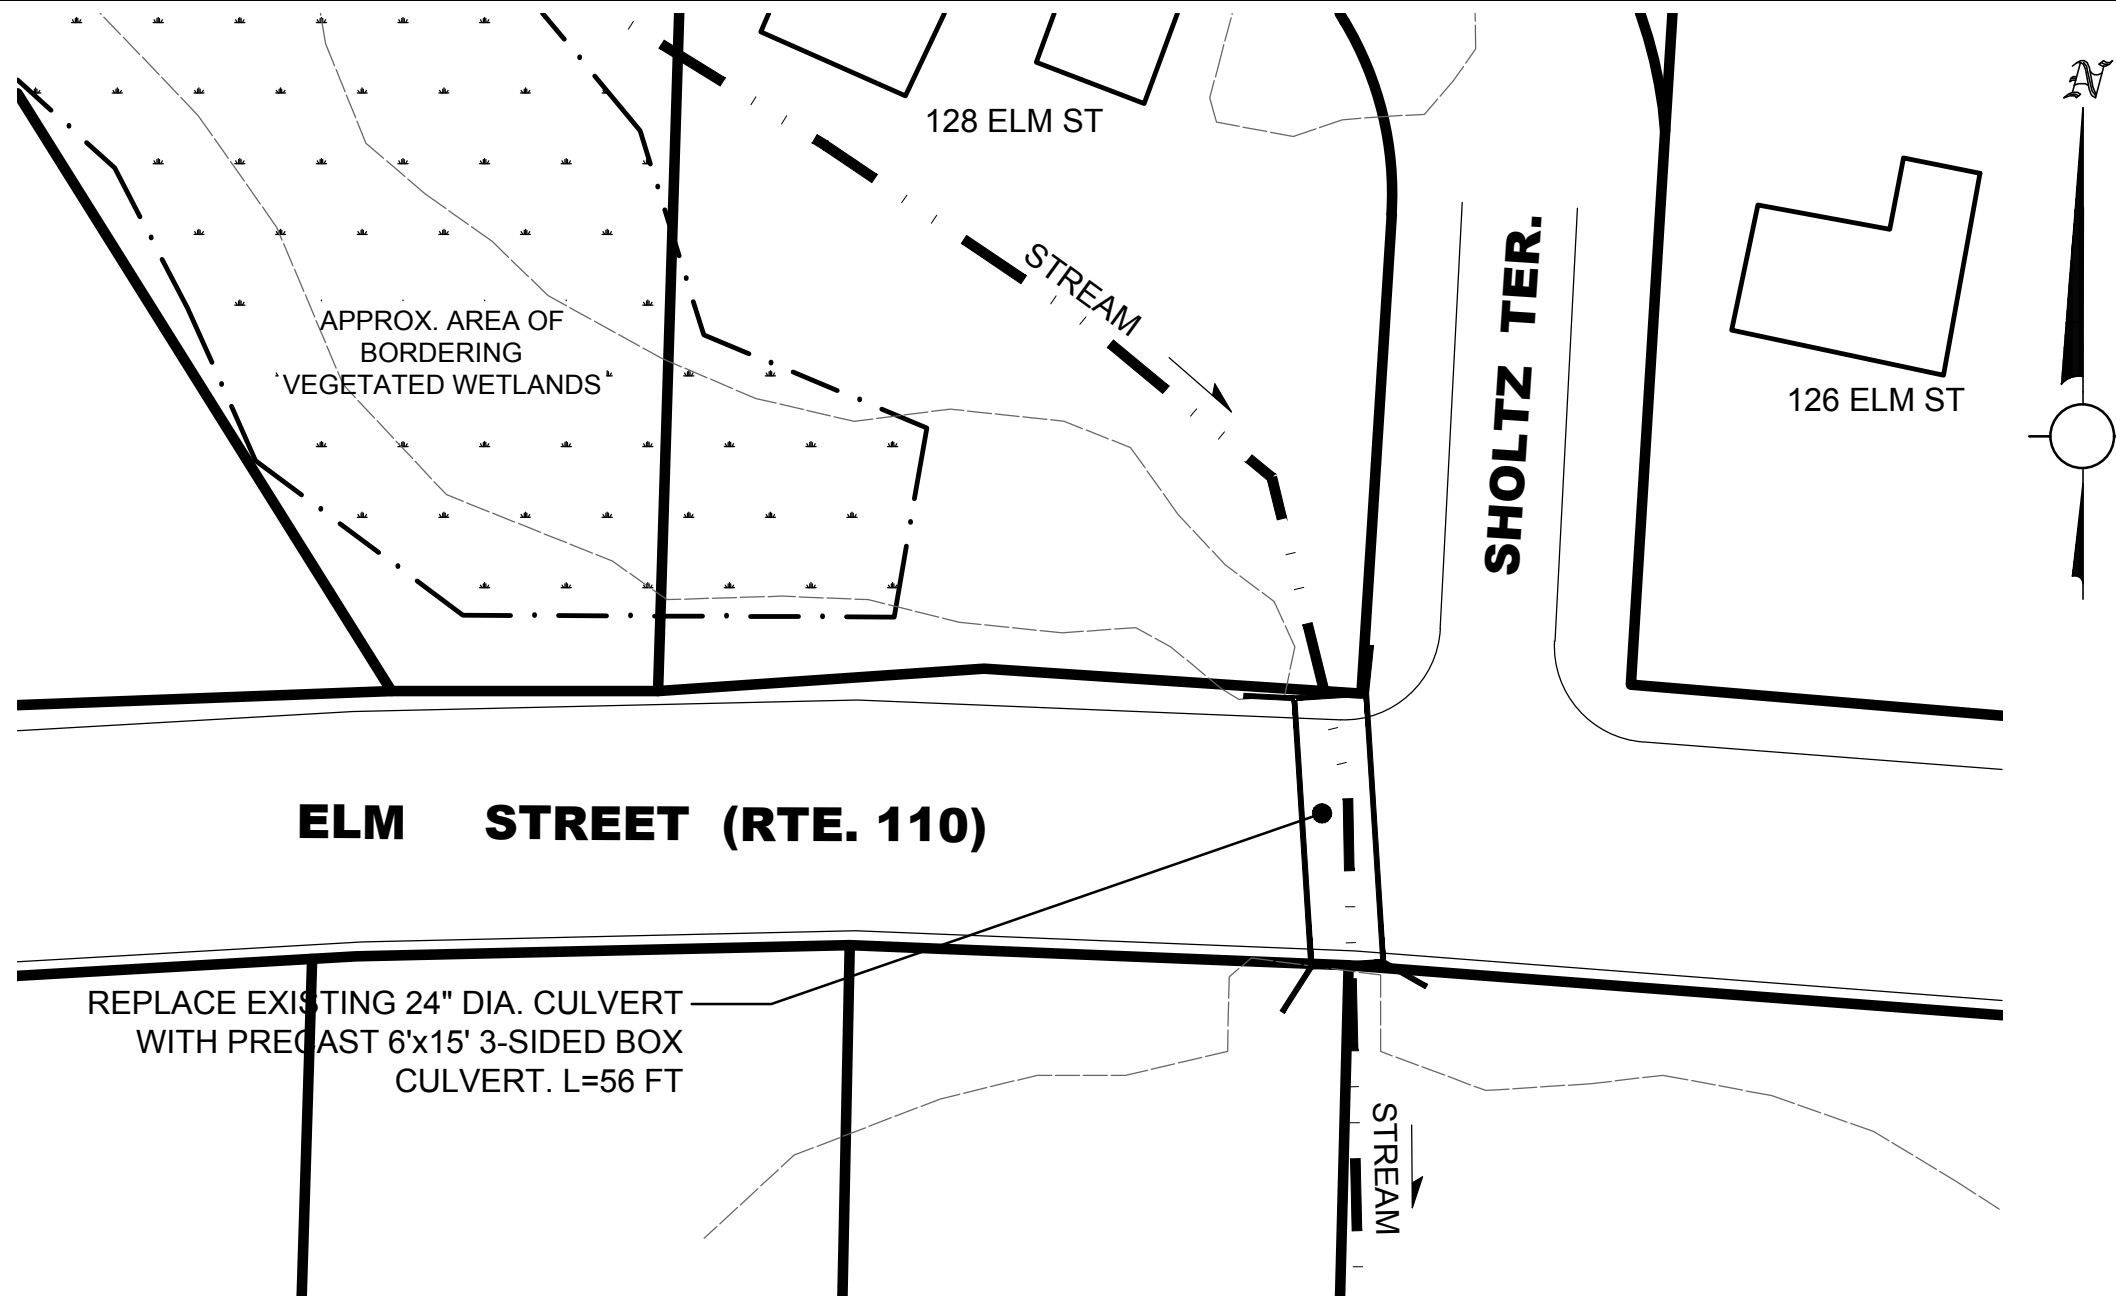 N
128 ELM ST
STREAM
SHOLTZ TER.
APPROX. AREA OF
BORDERING
VEGETATED WETLANDS
126 ELM ST
ELM STREET (RTE. 110)
REPLACE EXISTING 24" DIA. CULVERT
WITH PRECAST 6'x15' 3-SIDED BOX
CULVERT. L=56 FT
STREAM